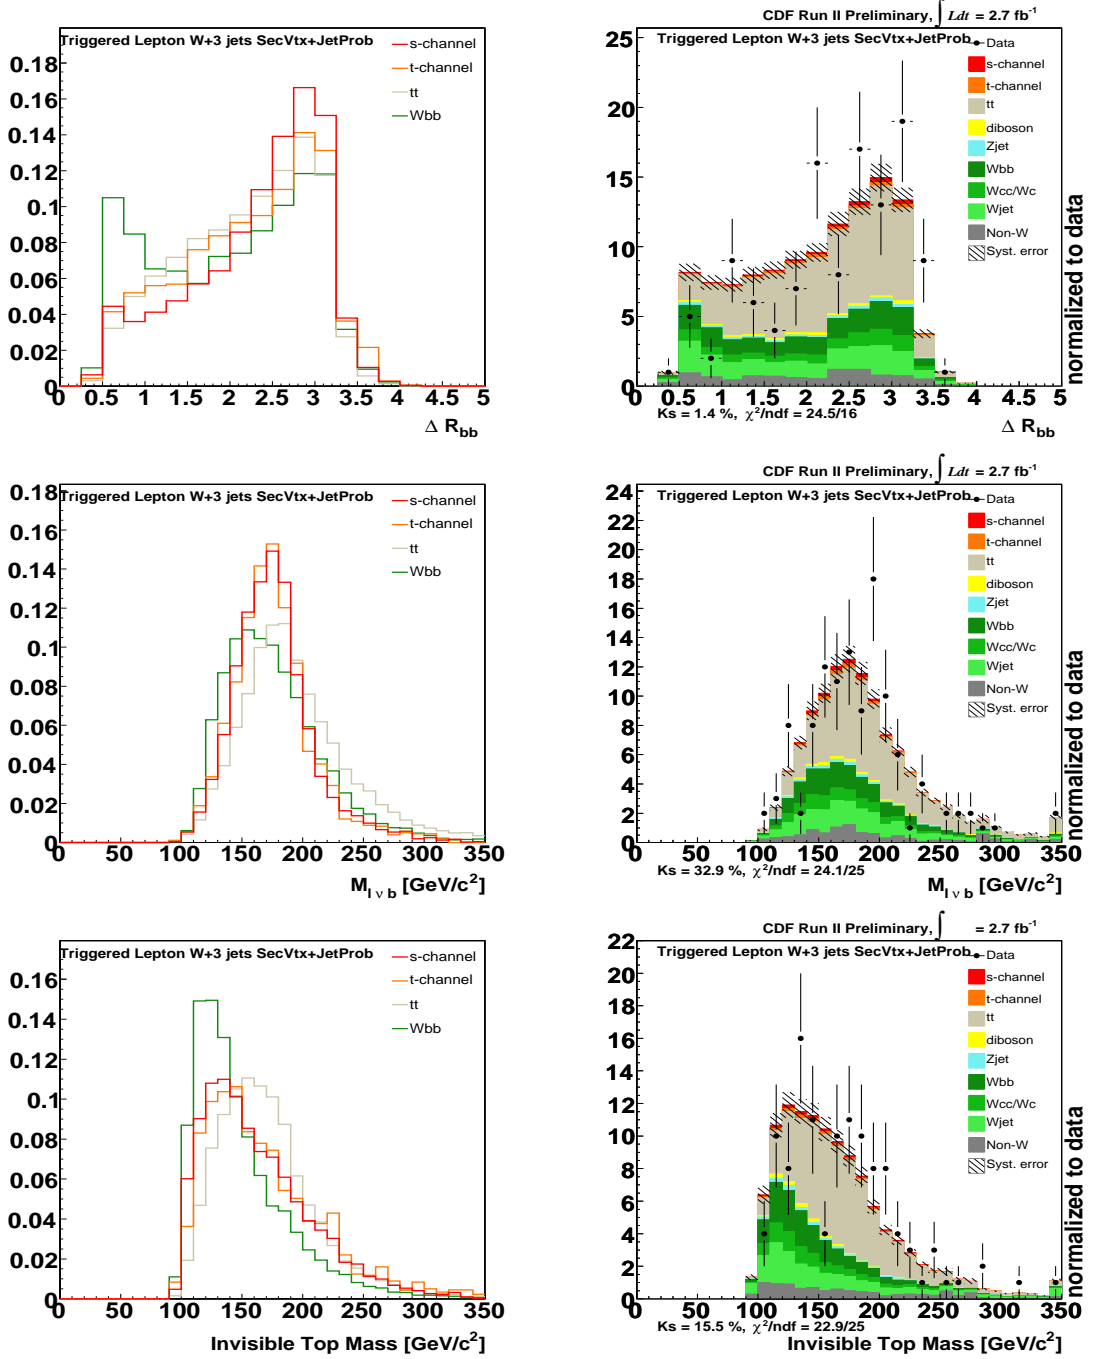 Triggered Lepton W+3 jets SecVtx+JetProb
s-channel
t-channel
tt
Wbb
0.18
0.16
0.14
0.12
0.1
0.08
0.06
0.04
0.02
0
0 0.5 1 1.5 2 2.5 3 3.5 4 4.5 5
Δ R_bb
CDF Run II Preliminary, ∫ Ldt = 2.7 fb⁻¹
Triggered Lepton W+3 jets SecVtx+JetProb
Data
s-channel
t-channel
tt
diboson
Zjet
Wbb
Wcc/Wc
Wjet
Non-W
Syst. error
25
20
15
10
5
0
0 0.5 1 1.5 2 2.5 3 3.5 4 4.5 5
Ks = 1.4 %, χ²/ndf = 24.5/16
Δ R_bb
normalized to data
Triggered Lepton W+3 jets SecVtx+JetProb
s-channel
t-channel
tt
Wbb
0.18
0.16
0.14
0.12
0.1
0.08
0.06
0.04
0.02
0
0 50 100 150 200 250 300 350
M_l ν b [GeV/c²]
CDF Run II Preliminary, ∫ Ldt = 2.7 fb⁻¹
Triggered Lepton W+3 jets SecVtx+JetProb
Data
s-channel
t-channel
tt
diboson
Zjet
Wbb
Wcc/Wc
Wjet
Non-W
Syst. error
24
22
20
18
16
14
12
10
8
6
4
2
0
0 50 100 150 200 250 300 350
Ks = 32.9 %, χ²/ndf = 24.1/25
M_l ν b [GeV/c²]
normalized to data
Triggered Lepton W+3 jets SecVtx+JetProb
s-channel
t-channel
tt
Wbb
0.16
0.14
0.12
0.1
0.08
0.06
0.04
0.02
0
0 50 100 150 200 250 300 350
Invisible Top Mass [GeV/c²]
CDF Run II Preliminary, ∫ = 2.7 fb⁻¹
Triggered Lepton W+3 jets SecVtx+JetProb
Data
s-channel
t-channel
tt
diboson
Zjet
Wbb
Wcc/Wc
Wjet
Non-W
Syst. error
22
20
18
16
14
12
10
8
6
4
2
0
0 50 100 150 200 250 300 350
Ks = 15.5 %, χ²/ndf = 22.9/25
Invisible Top Mass [GeV/c²]
normalized to data